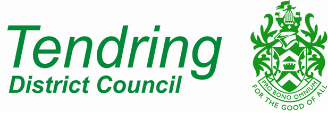 Tendring
District Council
PRO BONO OMNIUM
FOR THE GOOD OF ALL